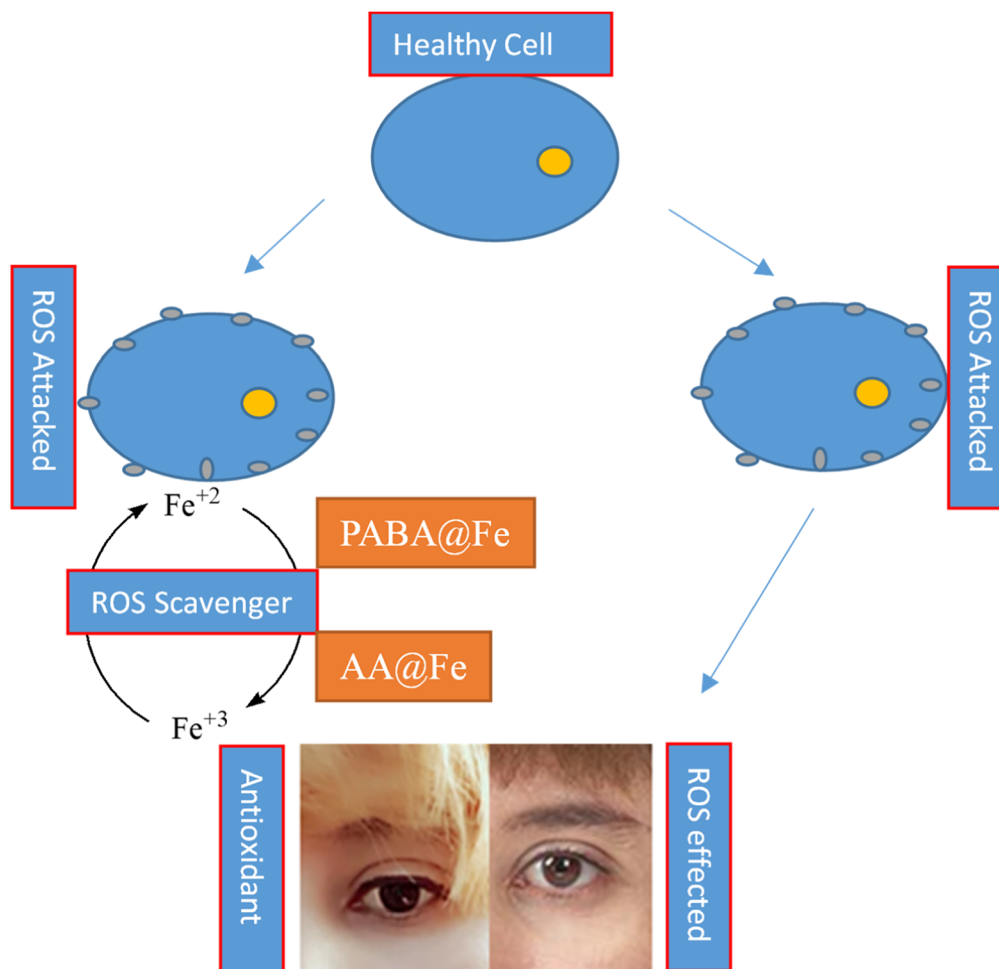 Healthy Cell
ROS Attacked
ROS Attacked
Fe+2
PABA@Fe
ROS Scavenger
AA@Fe
Fe+3
Antioxidant
ROS effected